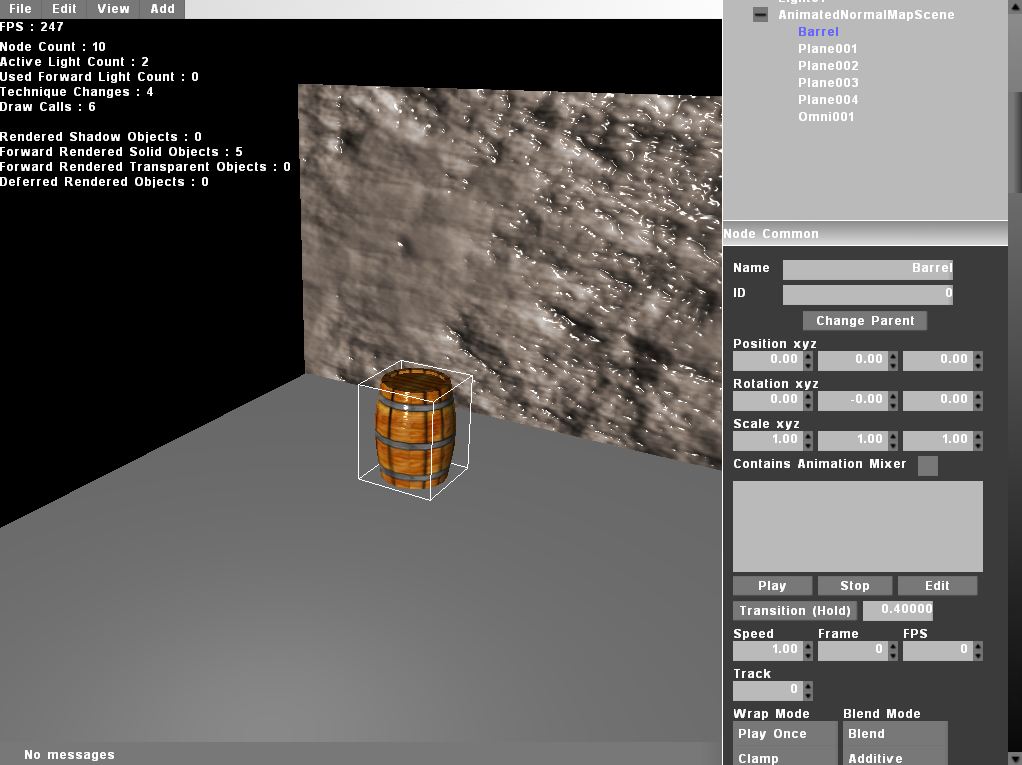 File Edit View Add
FPS : 247
Node Count : 10
Active Light Count : 2
Used Forward Light Count : 0
Technique Changes : 4
Draw Calls : 6
Rendered Shadow Objects : 0
Forward Rendered Solid Objects : 5
Forward Rendered Transparent Objects : 0
Deferred Rendered Objects : 0
No messages
AnimatedNormalMapScene
Barrel
Plane001
Plane002
Plane003
Plane004
Omni001
Node Common
Name Barrel
ID 0
Change Parent
Position xyz
0.00 0.00 0.00
Rotation xyz
0.00 -0.00 0.00
Scale xyz
1.00 1.00 1.00
Contains Animation Mixer
Play Stop Edit
Transition (Hold) 0.40000
Speed Frame FPS
1.00 0 0
Track
0
Wrap Mode Blend Mode
Play Once Blend
Clamp Additive